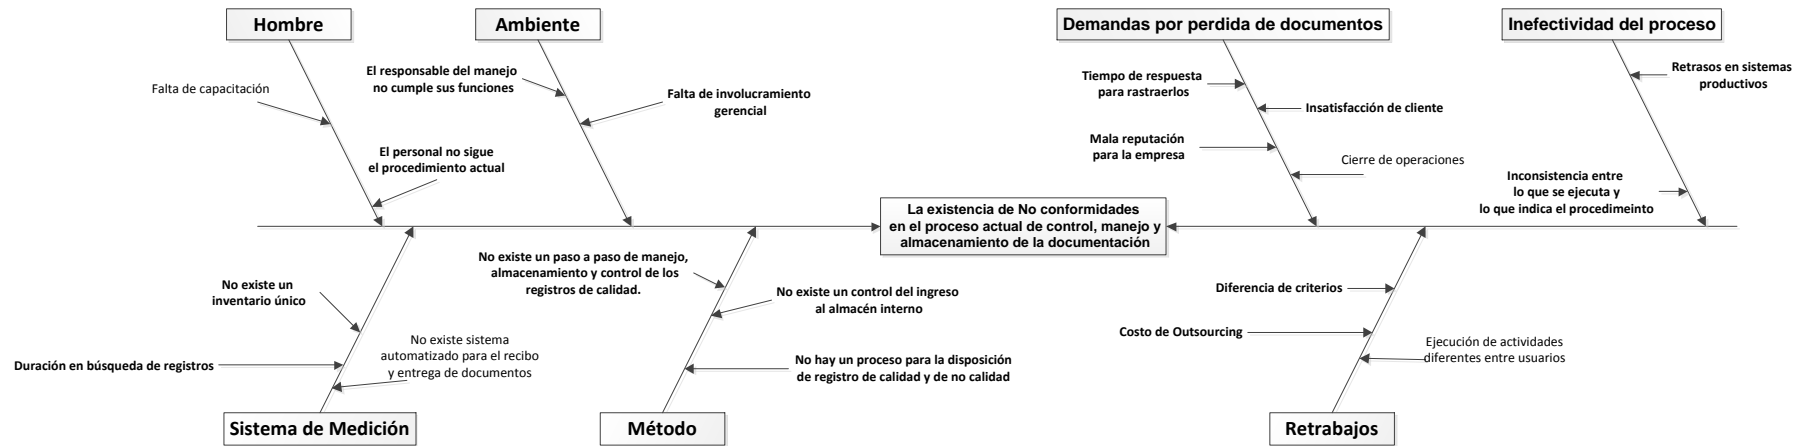 Hombre
Ambiente
Demandas por perdida de documentos
Inefectividad del proceso
Falta de capacitación
El personal no sigue
el procedimiento actual
El responsable del manejo
no cumple sus funciones
Falta de involucramiento
gerencial
Tiempo de respuesta
para rastraerlos
Insatisfacción de cliente
Mala reputación
para la empresa
Cierre de operaciones
Retrasos en sistemas
productivos
Inconsistencia entre
lo que se ejecuta y
lo que indica el procedimeinto
La existencia de No conformidades
en el proceso actual de control, manejo y
almacenamiento de la documentación
No existe un
inventario único
Duración en búsqueda de registros
No existe sistema
automatizado para el recibo
y entrega de documentos
No existe un paso a paso de manejo,
almacenamiento y control de los
registros de calidad.
No existe un control del ingreso
al almacén interno
No hay un proceso para la disposición
de registro de calidad y de no calidad
Diferencia de criterios
Costo de Outsourcing
Ejecución de actividades
diferentes entre usuarios
Sistema de Medición
Método
Retrabajos